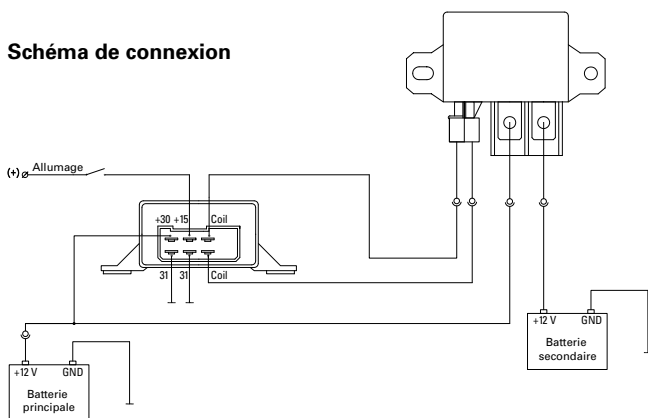 Schéma de connexion
(+) Allumage
+30 +15 Coil
31 31 Coil
+12 V GND
Batterie
secondaire
+12 V GND
Batterie
principale